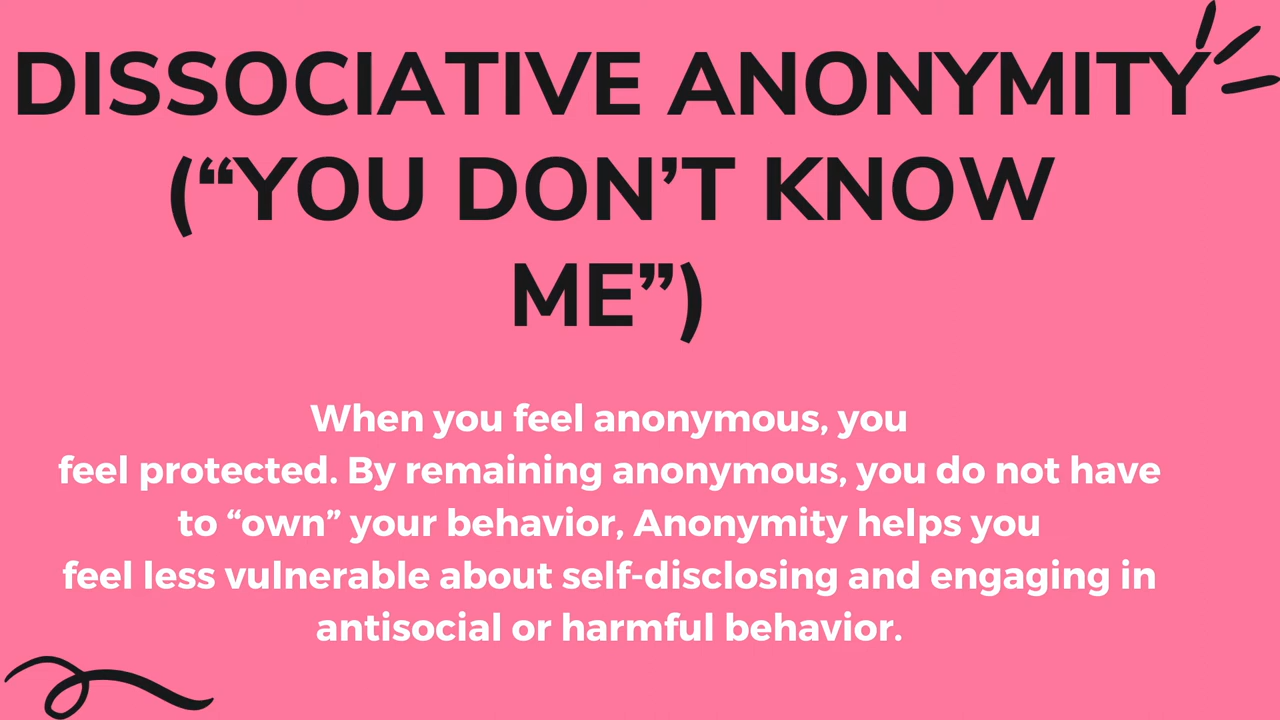 DISSOCIATIVE ANONYMITY
(“YOU DON’T KNOW
ME”)
When you feel anonymous, you
feel protected. By remaining anonymous, you do not have
to “own” your behavior, Anonymity helps you
feel less vulnerable about self-disclosing and engaging in
antisocial or harmful behavior.